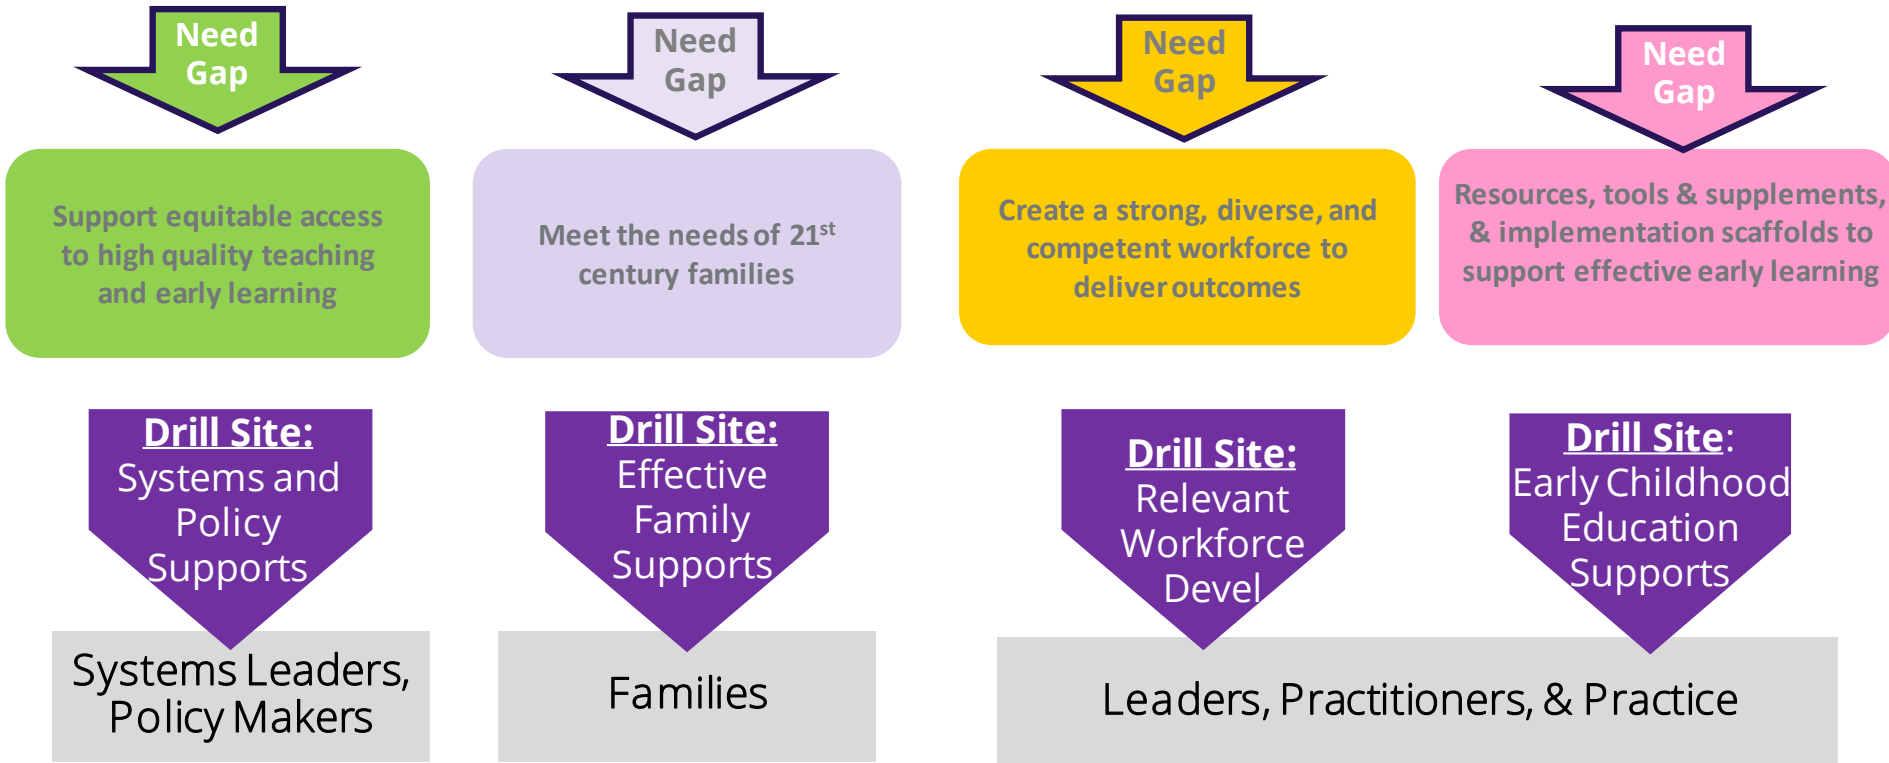 Need
Gap
Need
Gap
Need
Gap
Need
Gap
Support equitable access
to high quality teaching
and early learning
Meet the needs of 21st
century families
Create a strong, diverse, and
competent workforce to
deliver outcomes
Resources, tools & supplements,
& implementation scaffolds to
support effective early learning
Drill Site:
Systems and
Policy
Supports
Drill Site:
Effective
Family
Supports
Drill Site:
Relevant
Workforce
Devel
Drill Site:
Early Childhood
Education
Supports
Systems Leaders,
Policy Makers
Families
Leaders, Practitioners, & Practice